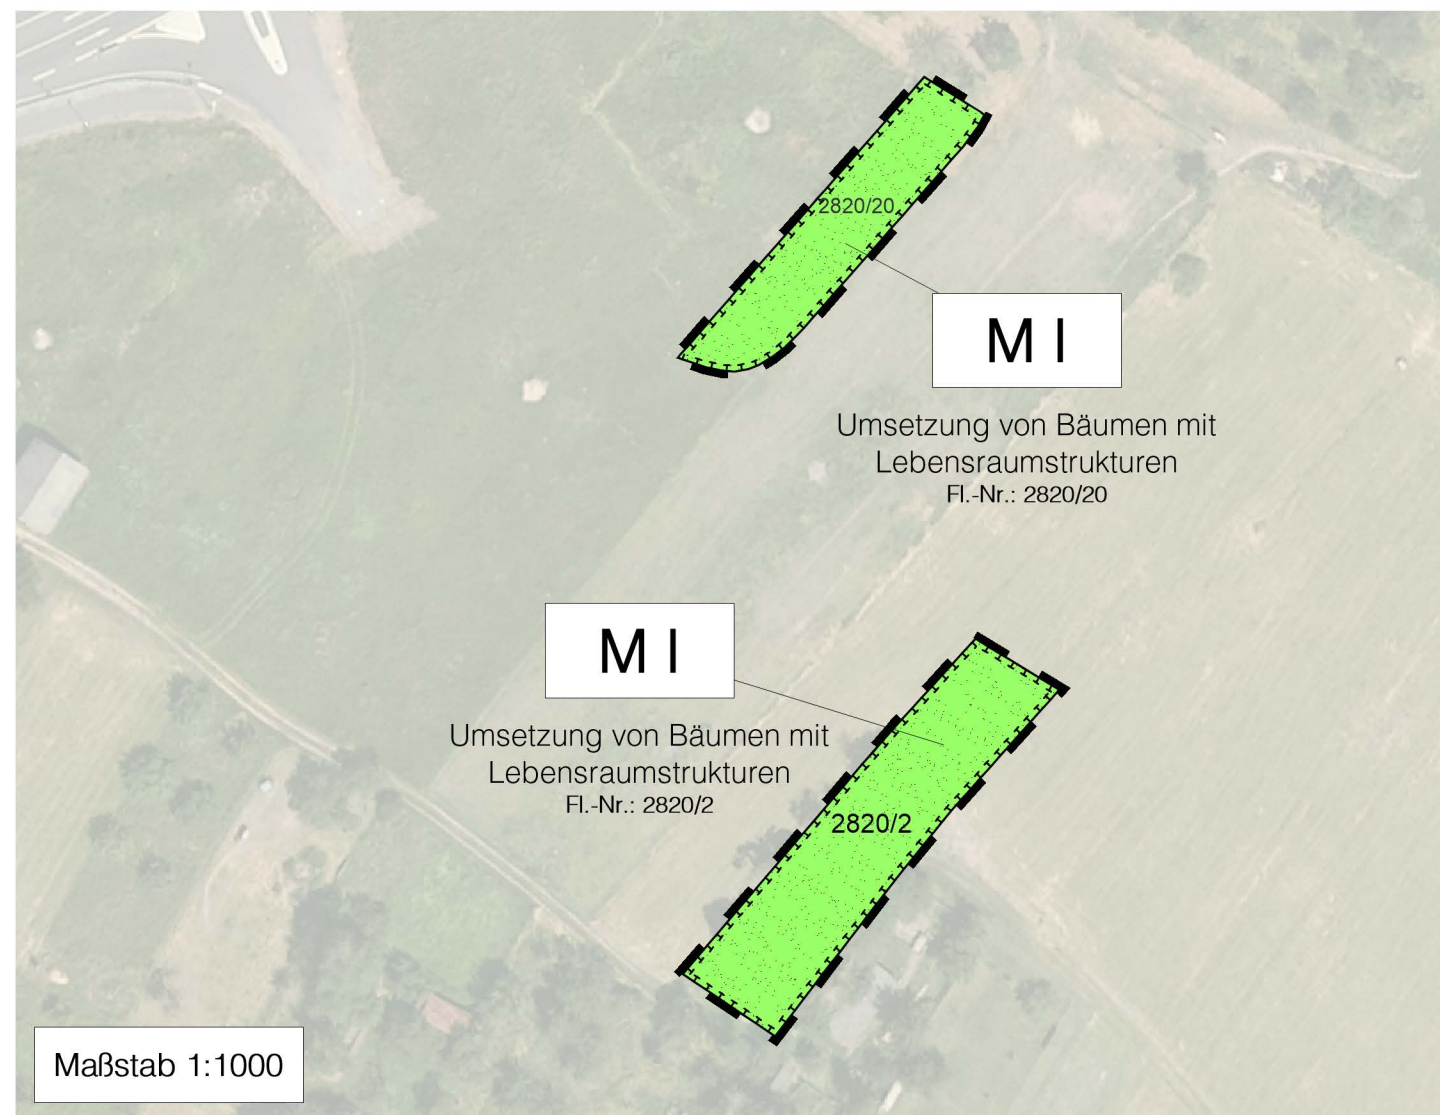 2820/20
M I
Umsetzung von Bäumen mit
Lebensraumstrukturen
Fl.-Nr.: 2820/20
M I
Umsetzung von Bäumen mit
Lebensraumstrukturen
Fl.-Nr.: 2820/2
2820/2
Maßstab 1:1000